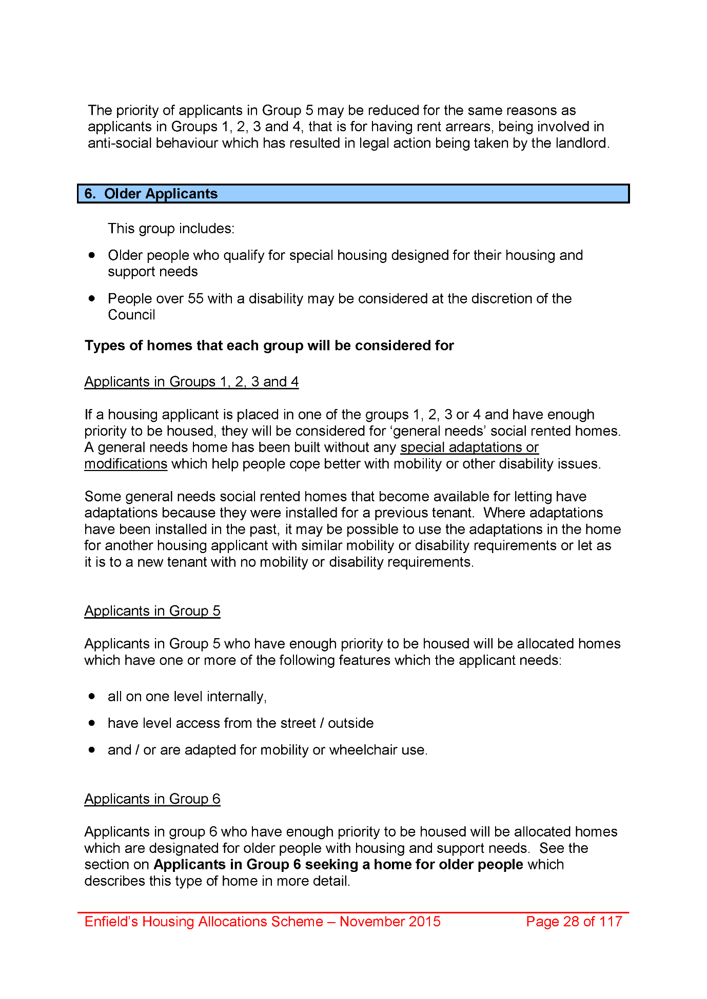 The priority of applicants in Group 5 may be reduced for the same reasons as
applicants in Groups 1, 2, 3 and 4, that is for having rent arrears, being involved in
anti-social behaviour which has resulted in legal action being taken by the landlord.
6. Older Applicants
This group includes:
• Older people who qualify for special housing designed for their housing and
support needs
• People over 55 with a disability may be considered at the discretion of the
Council
Types of homes that each group will be considered for
Applicants in Groups 1, 2, 3 and 4
If a housing applicant is placed in one of the groups 1, 2, 3 or 4 and have enough
priority to be housed, they will be considered for ‘general needs’ social rented homes.
A general needs home has been built without any special adaptations or
modifications which help people cope better with mobility or other disability issues.
Some general needs social rented homes that become available for letting have
adaptations because they were installed for a previous tenant. Where adaptations
have been installed in the past, it may be possible to use the adaptations in the home
for another housing applicant with similar mobility or disability requirements or let as
it is to a new tenant with no mobility or disability requirements.
Applicants in Group 5
Applicants in Group 5 who have enough priority to be housed will be allocated homes
which have one or more of the following features which the applicant needs:
• all on one level internally,
• have level access from the street / outside
• and / or are adapted for mobility or wheelchair use.
Applicants in Group 6
Applicants in group 6 who have enough priority to be housed will be allocated homes
which are designated for older people with housing and support needs. See the
section on Applicants in Group 6 seeking a home for older people which
describes this type of home in more detail.
Enfield’s Housing Allocations Scheme – November 2015 Page 28 of 117